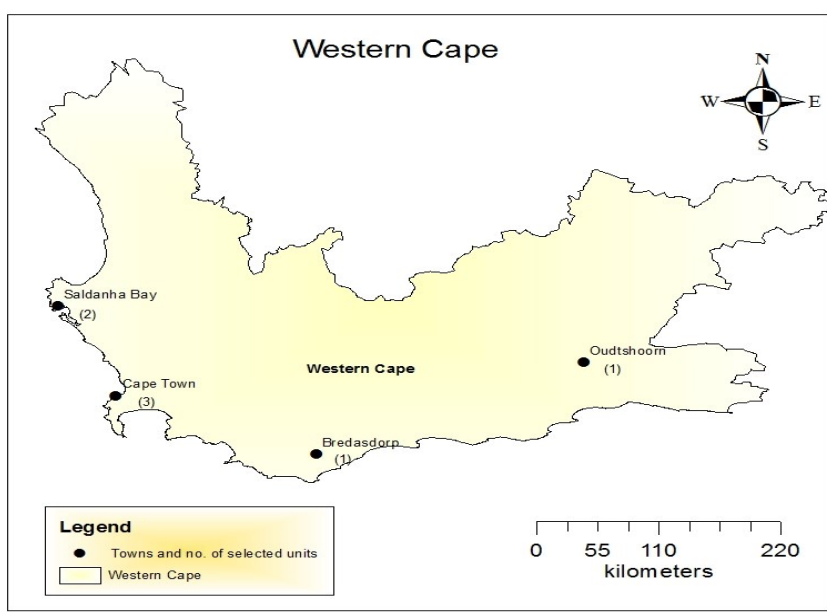 Western Cape
N
W
E
S
Saldanha Bay
(2)
Oudtshoorn
(1)
Western Cape
Cape Town
(3)
Bredasdorp
(1)
Legend
Towns and no. of selected units
Western Cape
0 55 110 220
kilometers